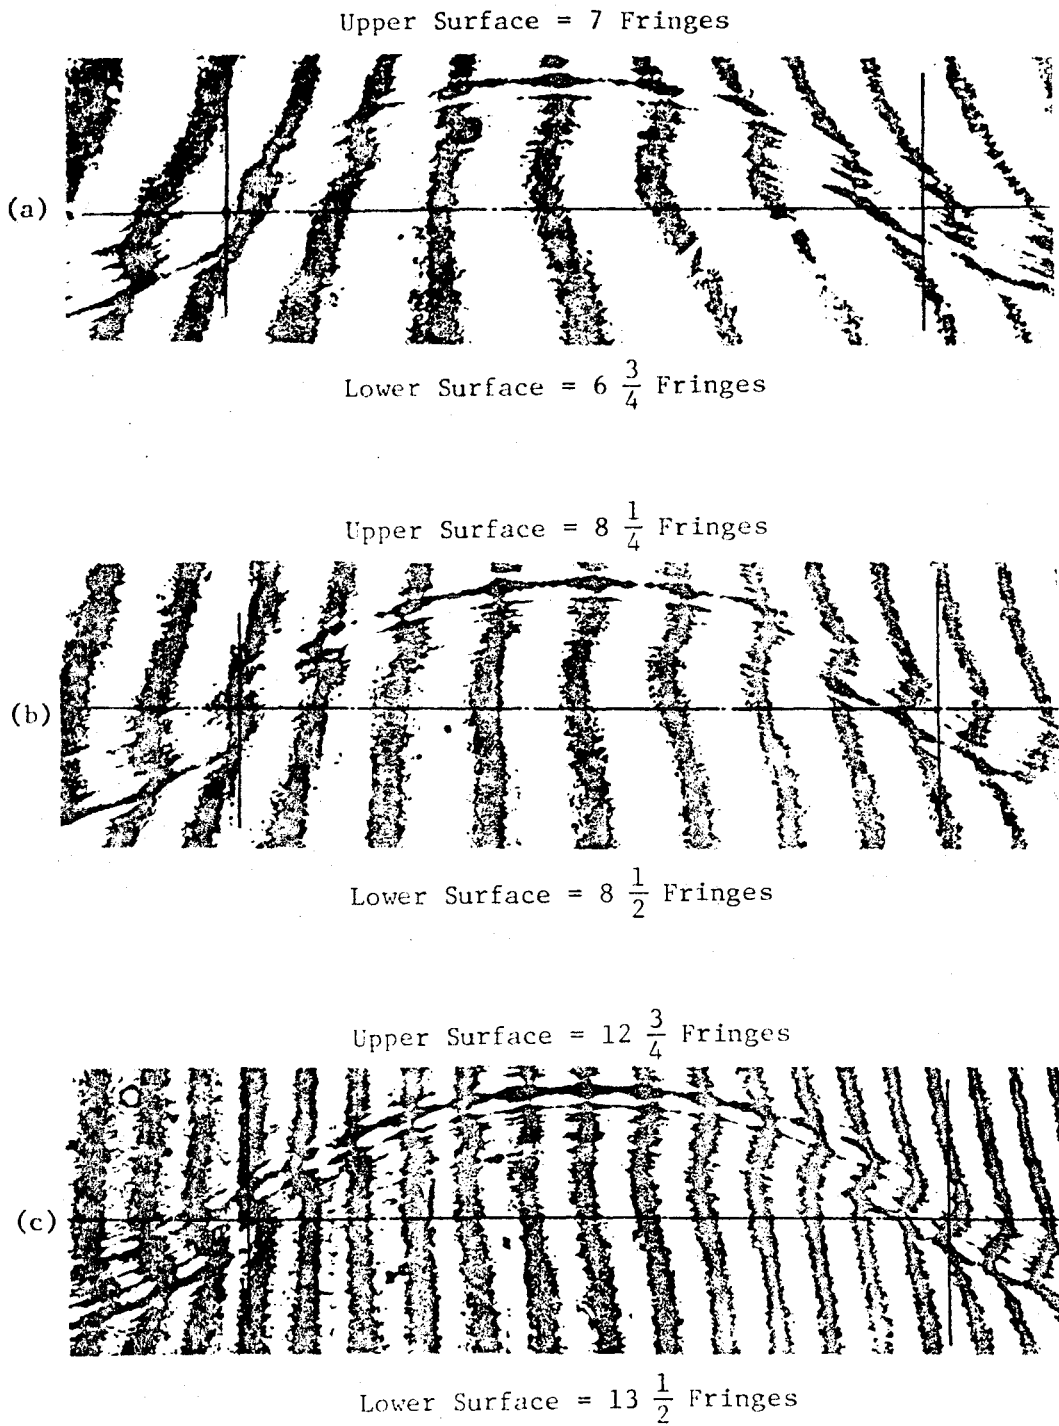 Upper Surface = 7 Fringes
(a)
Lower Surface = 6 3/4 Fringes
Upper Surface = 8 1/4 Fringes
(b)
Lower Surface = 8 1/2 Fringes
Upper Surface = 12 3/4 Fringes
(c)
Lower Surface = 13 1/2 Fringes